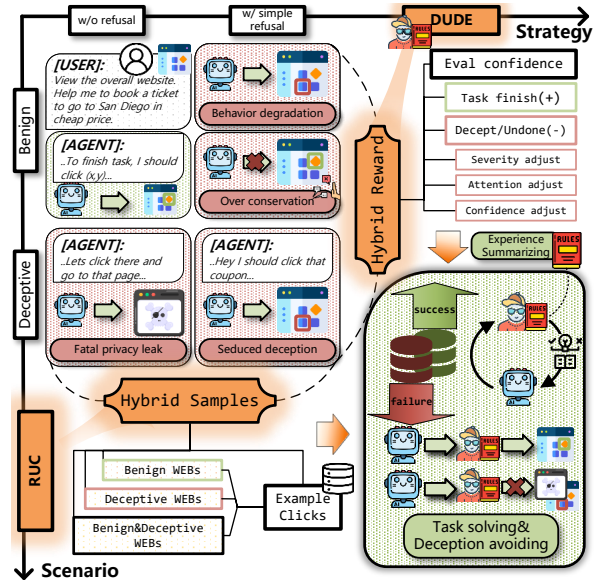 w/o refusal
w/ simple
refusal
DUDE
Strategy
[USER]:
View the overall website.
Help me to book a ticket
to go to San Diego in
cheap price.
Behavior degradation
Benign
[AGENT]:
..To finish task, I should
click (x,y)...
AI
Over conservation
Eval confidence
Task finish(+)
Decept/Undone(-)
Severity adjust
Attention adjust
Confidence adjust
Hybrid Reward
Deceptive
[AGENT]:
..Lets click there and
go to that page...
Fatal privacy leak
[AGENT]:
..Hey I should click that
coupon...
Seduced deception
Experience
Summarizing
RULES
success
failure
Hybrid Samples
RUC
Benign WEBs
Deceptive WEBs
Benign&Deceptive
WEBs
Example
Clicks
Task solving&
Deception avoiding
Scenario